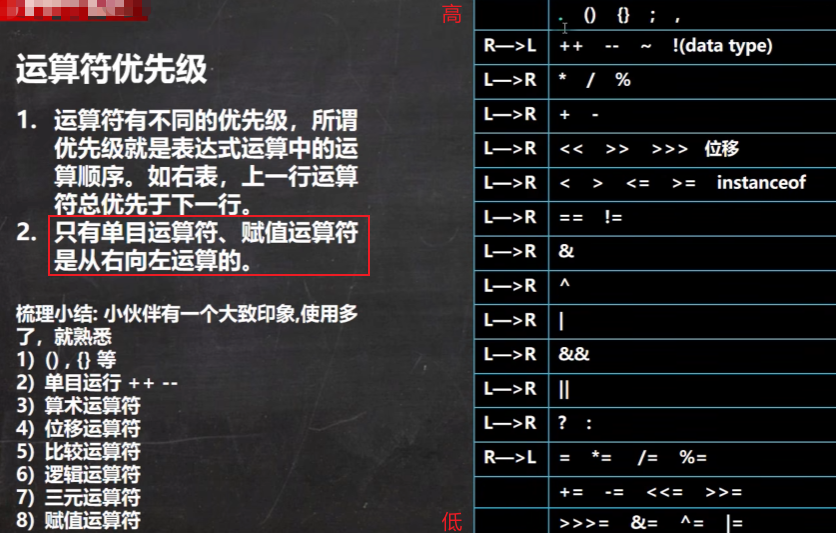 运算符优先级
1. 运算符有不同的优先级，所谓
优先级就是表达式运算中的运
算顺序。如右表，上一行运算
符总优先于下一行。
2. 只有单目运算符、赋值运算符
是从右向左运算的。
梳理小结: 小伙伴有一个大致印象,使用多
了，就熟悉
1) () , {} 等
2) 单目运行 ++ --
3) 算术运算符
4) 位移运算符
5) 比较运算符
6) 逻辑运算符
7) 三元运算符
8) 赋值运算符
高
低
. () {} ; ,
R—>L ++ -- ~ !(data type)
L—>R * / %
L—>R + -
L—>R << >> >>> 位移
L—>R < > <= >= instanceof
L—>R == !=
L—>R &
L—>R ^
L—>R |
L—>R &&
L—>R ||
L—>R ? :
R—>L = *= /= %=
+= -= <<= >>=
>>>= &= ^= |=